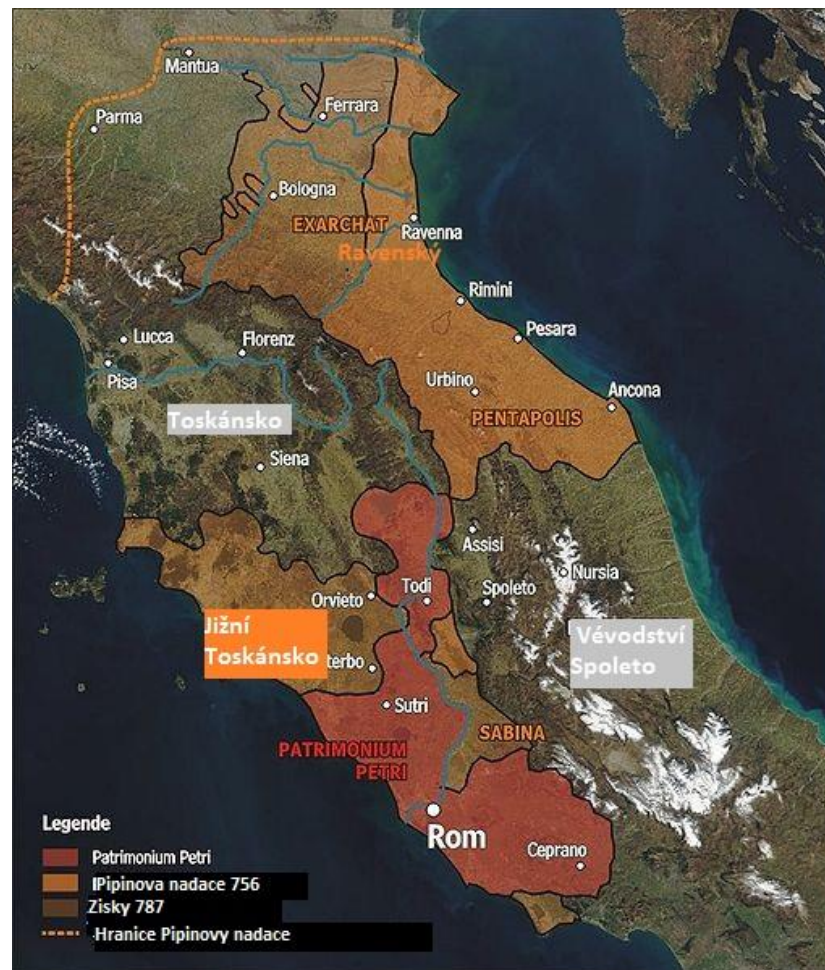 Mantua
Parma
Ferrara
Bologna
EXARCHAT
Ravenský
Ravenna
Rimini
Pesara
Lucca
Florenz
Pisa
Urbino
Ancona
PENTAPOLIS
Toskánsko
Siena
Assisi
Nursia
Todi
Spoleto
Orvieto
Jižní
Toskánsko
terbo
Vévodství
Spoleto
Sutri
SABINA
PATRIMONIUM
PETRI
Rom
Ceprano
Legende
Patrimonium Petri
IPipinova nadace 756
Zisky 787
Hranice Pipinovy nadace